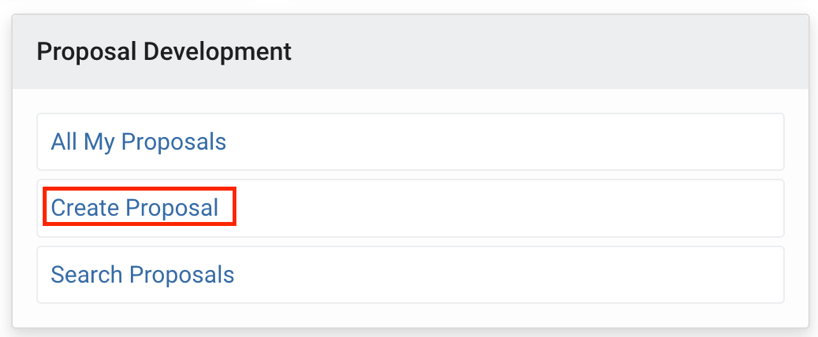 Proposal Development
All My Proposals
Create Proposal
Search Proposals